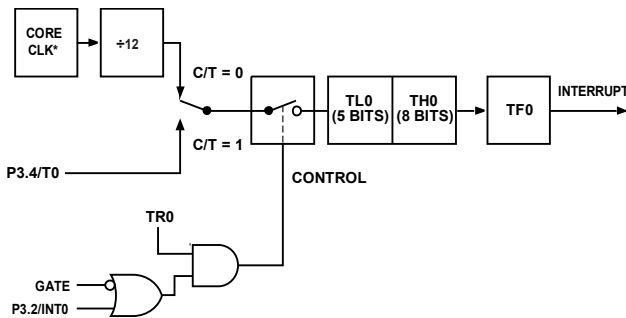 CORE
CLK*
÷12
C/T = 0
C/T = 1
P3.4/T0
TL0
(5 BITS)
TH0
(8 BITS)
TF0
INTERRUPT
CONTROL
TR0
GATE
P3.2/INT0